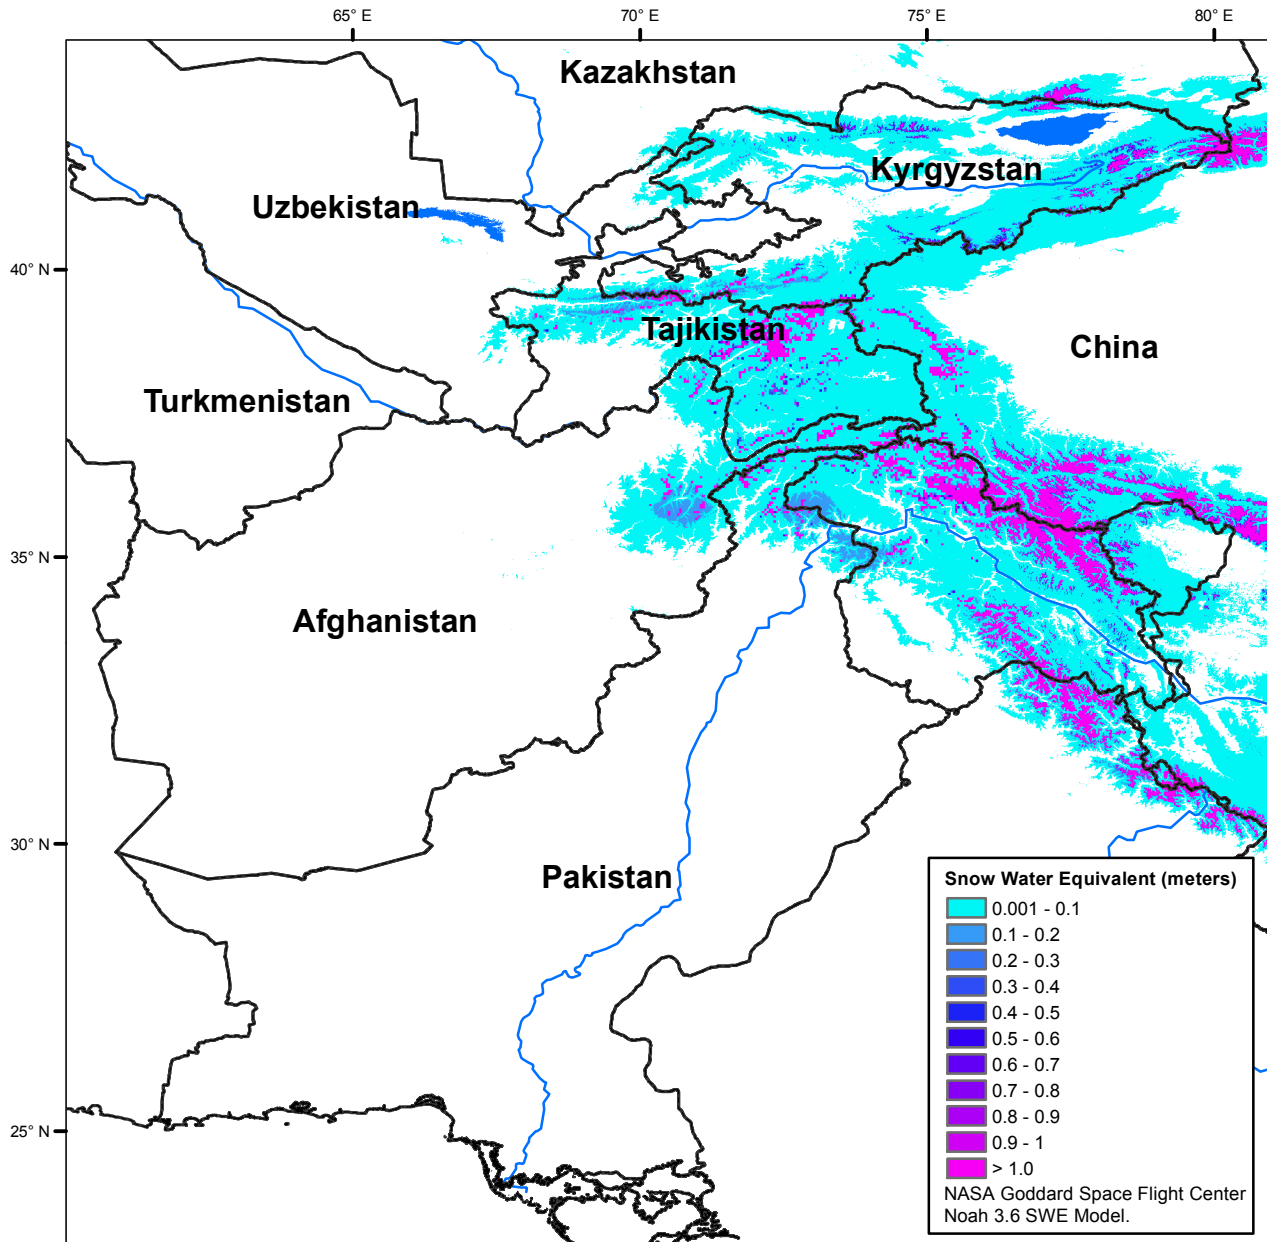 65° E
70° E
75° E
80° E
Kazakhstan
Kyrgyzstan
Uzbekistan
40° N
Tajikistan
China
Turkmenistan
35° N
Afghanistan
30° N
Pakistan
25° N
Snow Water Equivalent (meters)
0.001 - 0.1
0.1 - 0.2
0.2 - 0.3
0.3 - 0.4
0.4 - 0.5
0.5 - 0.6
0.6 - 0.7
0.7 - 0.8
0.8 - 0.9
0.9 - 1
> 1.0
NASA Goddard Space Flight Center
Noah 3.6 SWE Model.